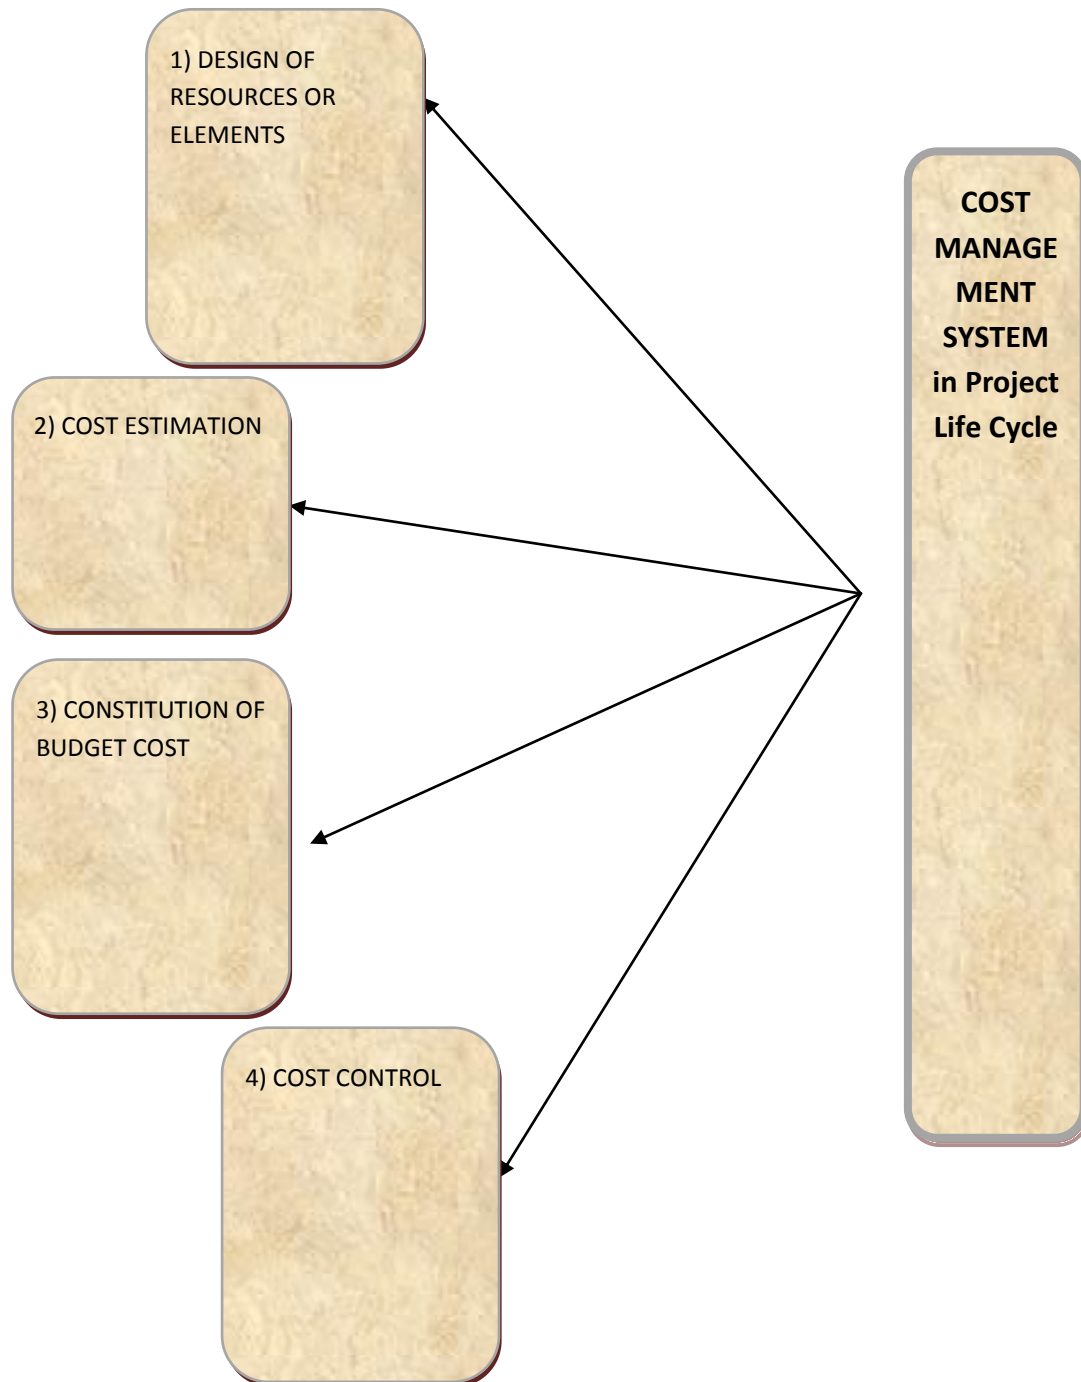 1) DESIGN OF
RESOURCES OR
ELEMENTS
2) COST ESTIMATION
3) CONSTITUTION OF
BUDGET COST
4) COST CONTROL
COST
MANAGE
MENT
SYSTEM
in Project
Life Cycle